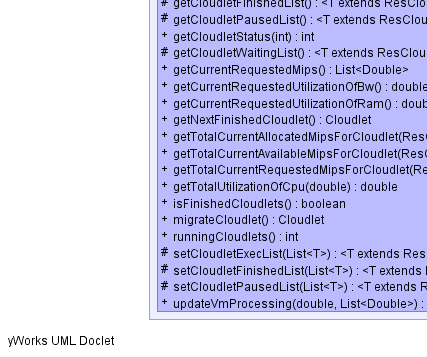 # getCloudletFinishedList() : <T extends ResClo
# getCloudletPausedList() : <T extends ResClou
+ getCloudletStatus(int) : int
# getCloudletWaitingList() : <T extends ResClou
+ getCurrentRequestedMips() : List<Double>
+ getCurrentRequestedUtilizationOfBw() : double
+ getCurrentRequestedUtilizationOfRam() : doub
+ getNextFinishedCloudlet() : Cloudlet
+ getTotalCurrentAllocatedMipsForCloudlet(ResC
+ getTotalCurrentAvailableMipsForCloudlet(ResC
+ getTotalCurrentRequestedMipsForCloudlet(Res
+ getTotalUtilizationOfCpu(double) : double
+ isFinishedCloudlets() : boolean
+ migrateCloudlet() : Cloudlet
+ runningCloudlets() : int
# setCloudletExecList(List<T>) : <T extends Res
# setCloudletFinishedList(List<T>) : <T extends
# setCloudletPausedList(List<T>) : <T extends R
+ updateVmProcessing(double, List<Double>) :
yWorks UML Doclet